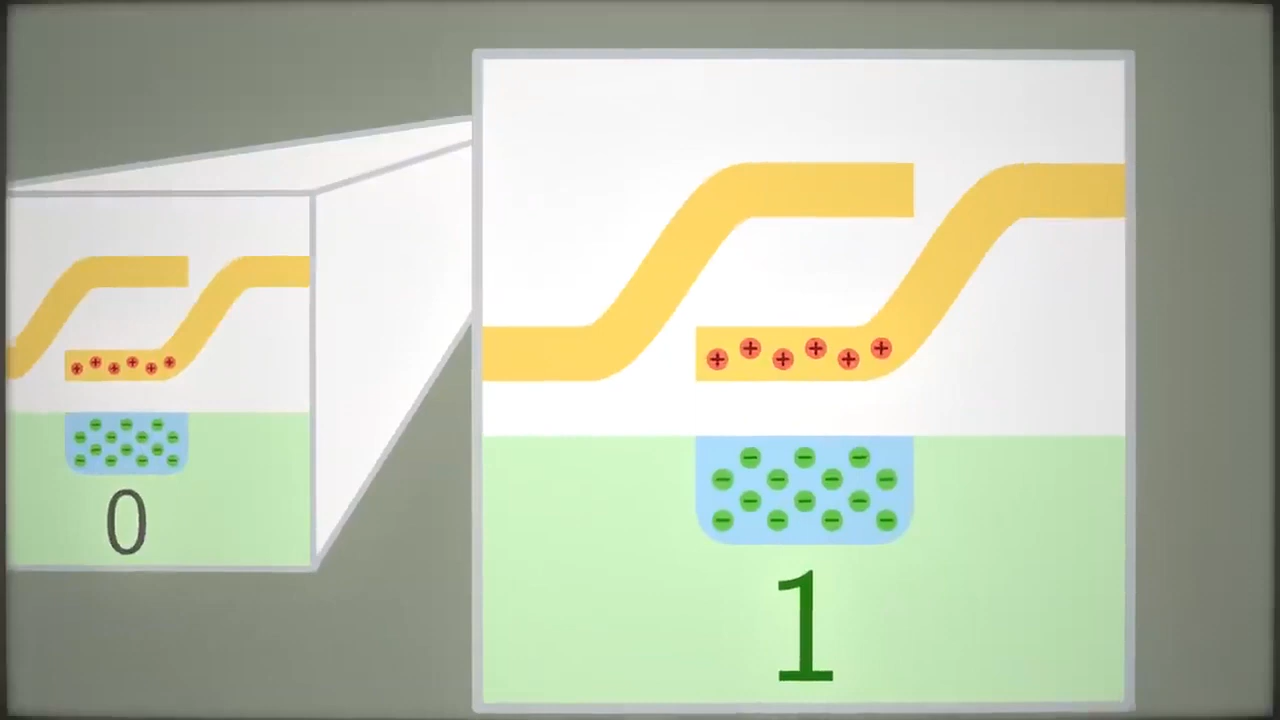 + + + + + +
- - - - - - - - - - - - - -
0
+ + + + + +
- - - - - - - - - - - - - -
1